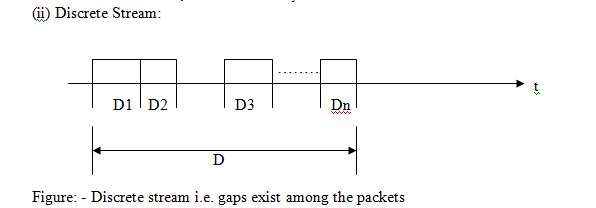 (ii) Discrete Stream:
t
D1 D2 D3 Dn
D
Figure: - Discrete stream i.e. gaps exist among the packets